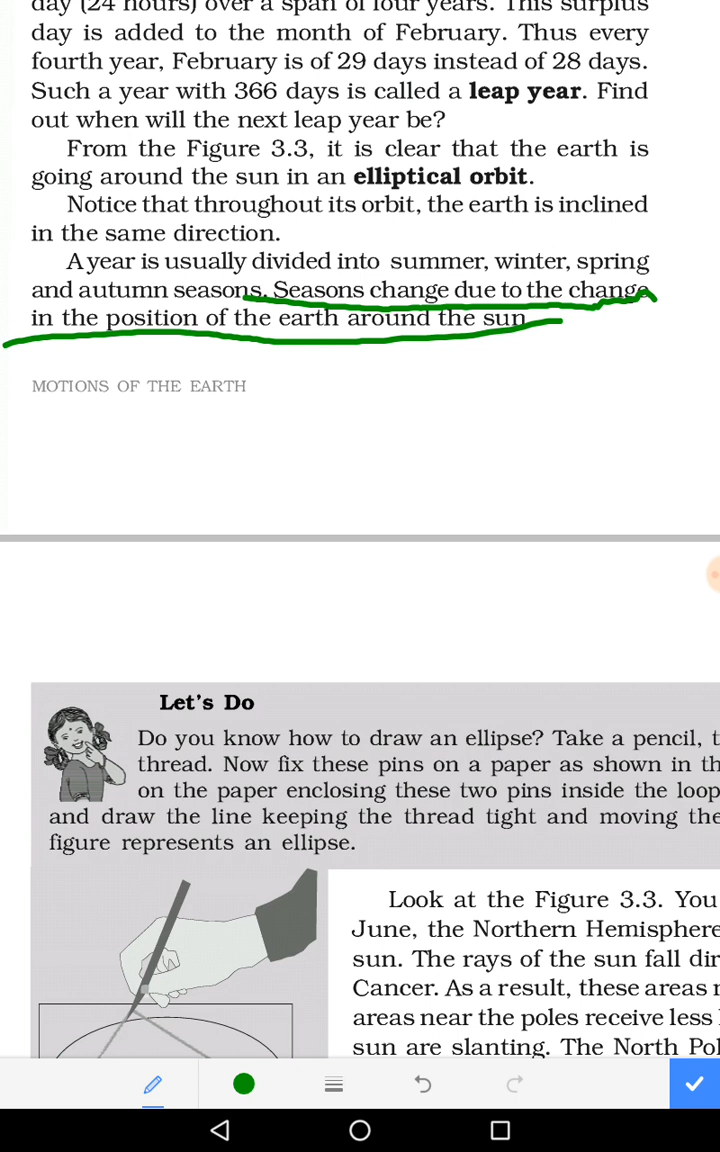 day (24 hours) over a span of four years. This surplus
day is added to the month of February. Thus every
fourth year, February is of 29 days instead of 28 days.
Such a year with 366 days is called a leap year. Find
out when will the next leap year be?
From the Figure 3.3, it is clear that the earth is
going around the sun in an elliptical orbit.
Notice that throughout its orbit, the earth is inclined
in the same direction.
A year is usually divided into summer, winter, spring
and autumn seasons. Seasons change due to the change
in the position of the earth around the sun
MOTIONS OF THE EARTH
Let's Do
Do you know how to draw an ellipse? Take a pencil, t
thread. Now fix these pins on a paper as shown in th
on the paper enclosing these two pins inside the loop
and draw the line keeping the thread tight and moving the
figure represents an ellipse.
Look at the Figure 3.3. You
June, the Northern Hemisphere
sun. The rays of the sun fall dir
Cancer. As a result, these areas r
areas near the poles receive less
sun are slanting. The North Pol